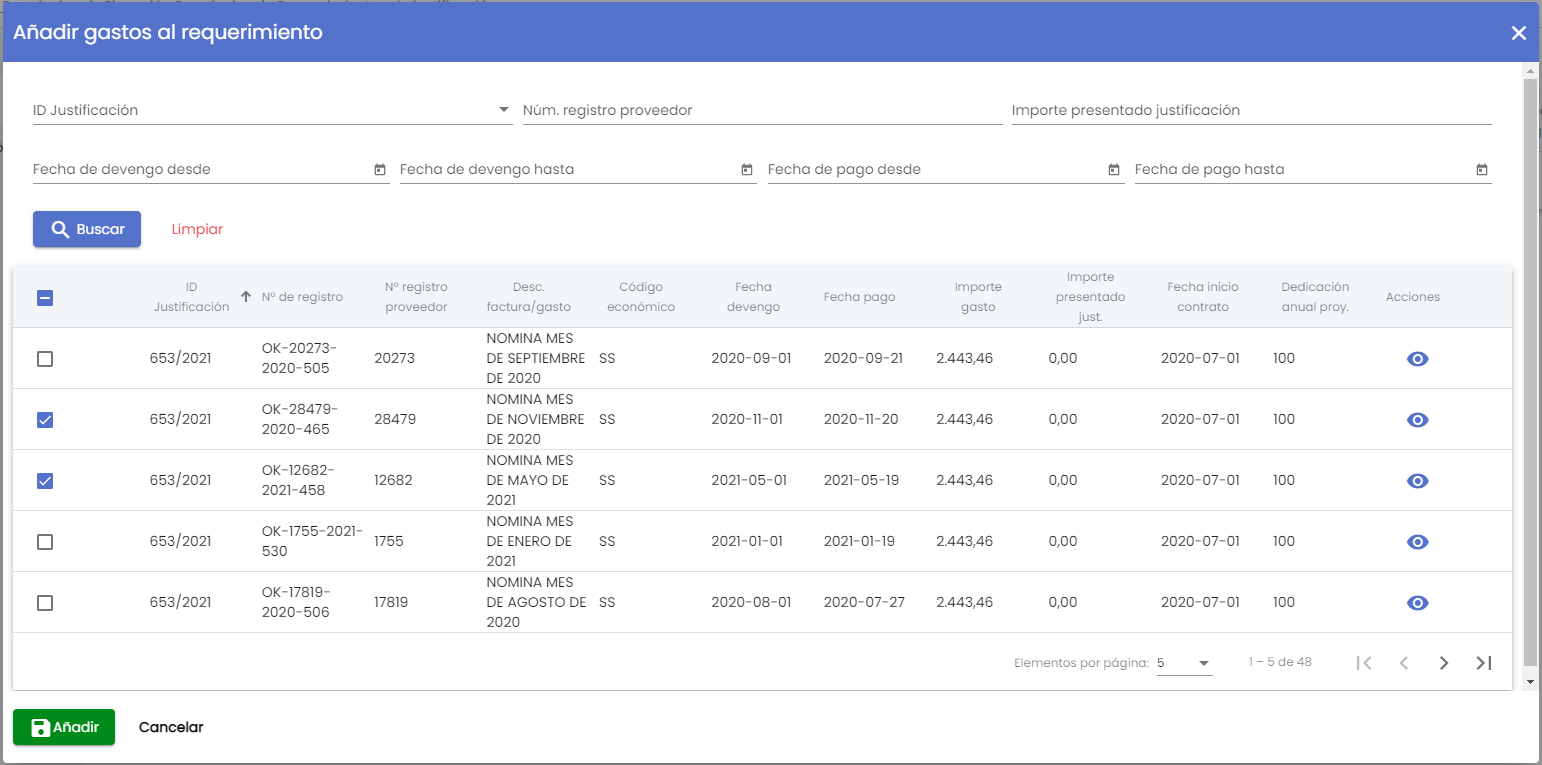 Añadir gastos al requerimiento
ID Justificación
Núm. registro proveedor
Importe presentado justificación
Fecha de devengo desde
Fecha de devengo hasta
Fecha de pago desde
Fecha de pago hasta
Buscar
Limpiar
ID
Justificación
Nº de registro
Nº registro
proveedor
Desc.
factura/gasto
Código
económico
Fecha
devengo
Fecha pago
Importe
gasto
Importe
presentado
just.
Fecha inicio
contrato
Dedicación
anual proy.
Acciones
653/2021
OK-20273-
2020-505
20273
NOMINA MES
DE SEPTIEMBRE
DE 2020
SS
2020-09-01
2020-09-21
2.443,46
0,00
2020-07-01
100
653/2021
OK-28479-
2020-465
28479
NOMINA MES
DE NOVIEMBRE
DE 2020
SS
2020-11-01
2020-11-20
2.443,46
0,00
2020-07-01
100
653/2021
OK-12682-
2021-458
12682
NOMINA MES
DE MAYO DE
2021
SS
2021-05-01
2021-05-19
2.443,46
0,00
2020-07-01
100
653/2021
OK-1755-2021-
530
1755
NOMINA MES
DE ENERO DE
2021
SS
2021-01-01
2021-01-19
2.443,46
0,00
2020-07-01
100
653/2021
OK-17819-
2020-506
17819
NOMINA MES
DE AGOSTO DE
2020
SS
2020-08-01
2020-07-27
2.443,46
0,00
2020-07-01
100
Elementos por página: 5
1 – 5 de 48
Añadir
Cancelar